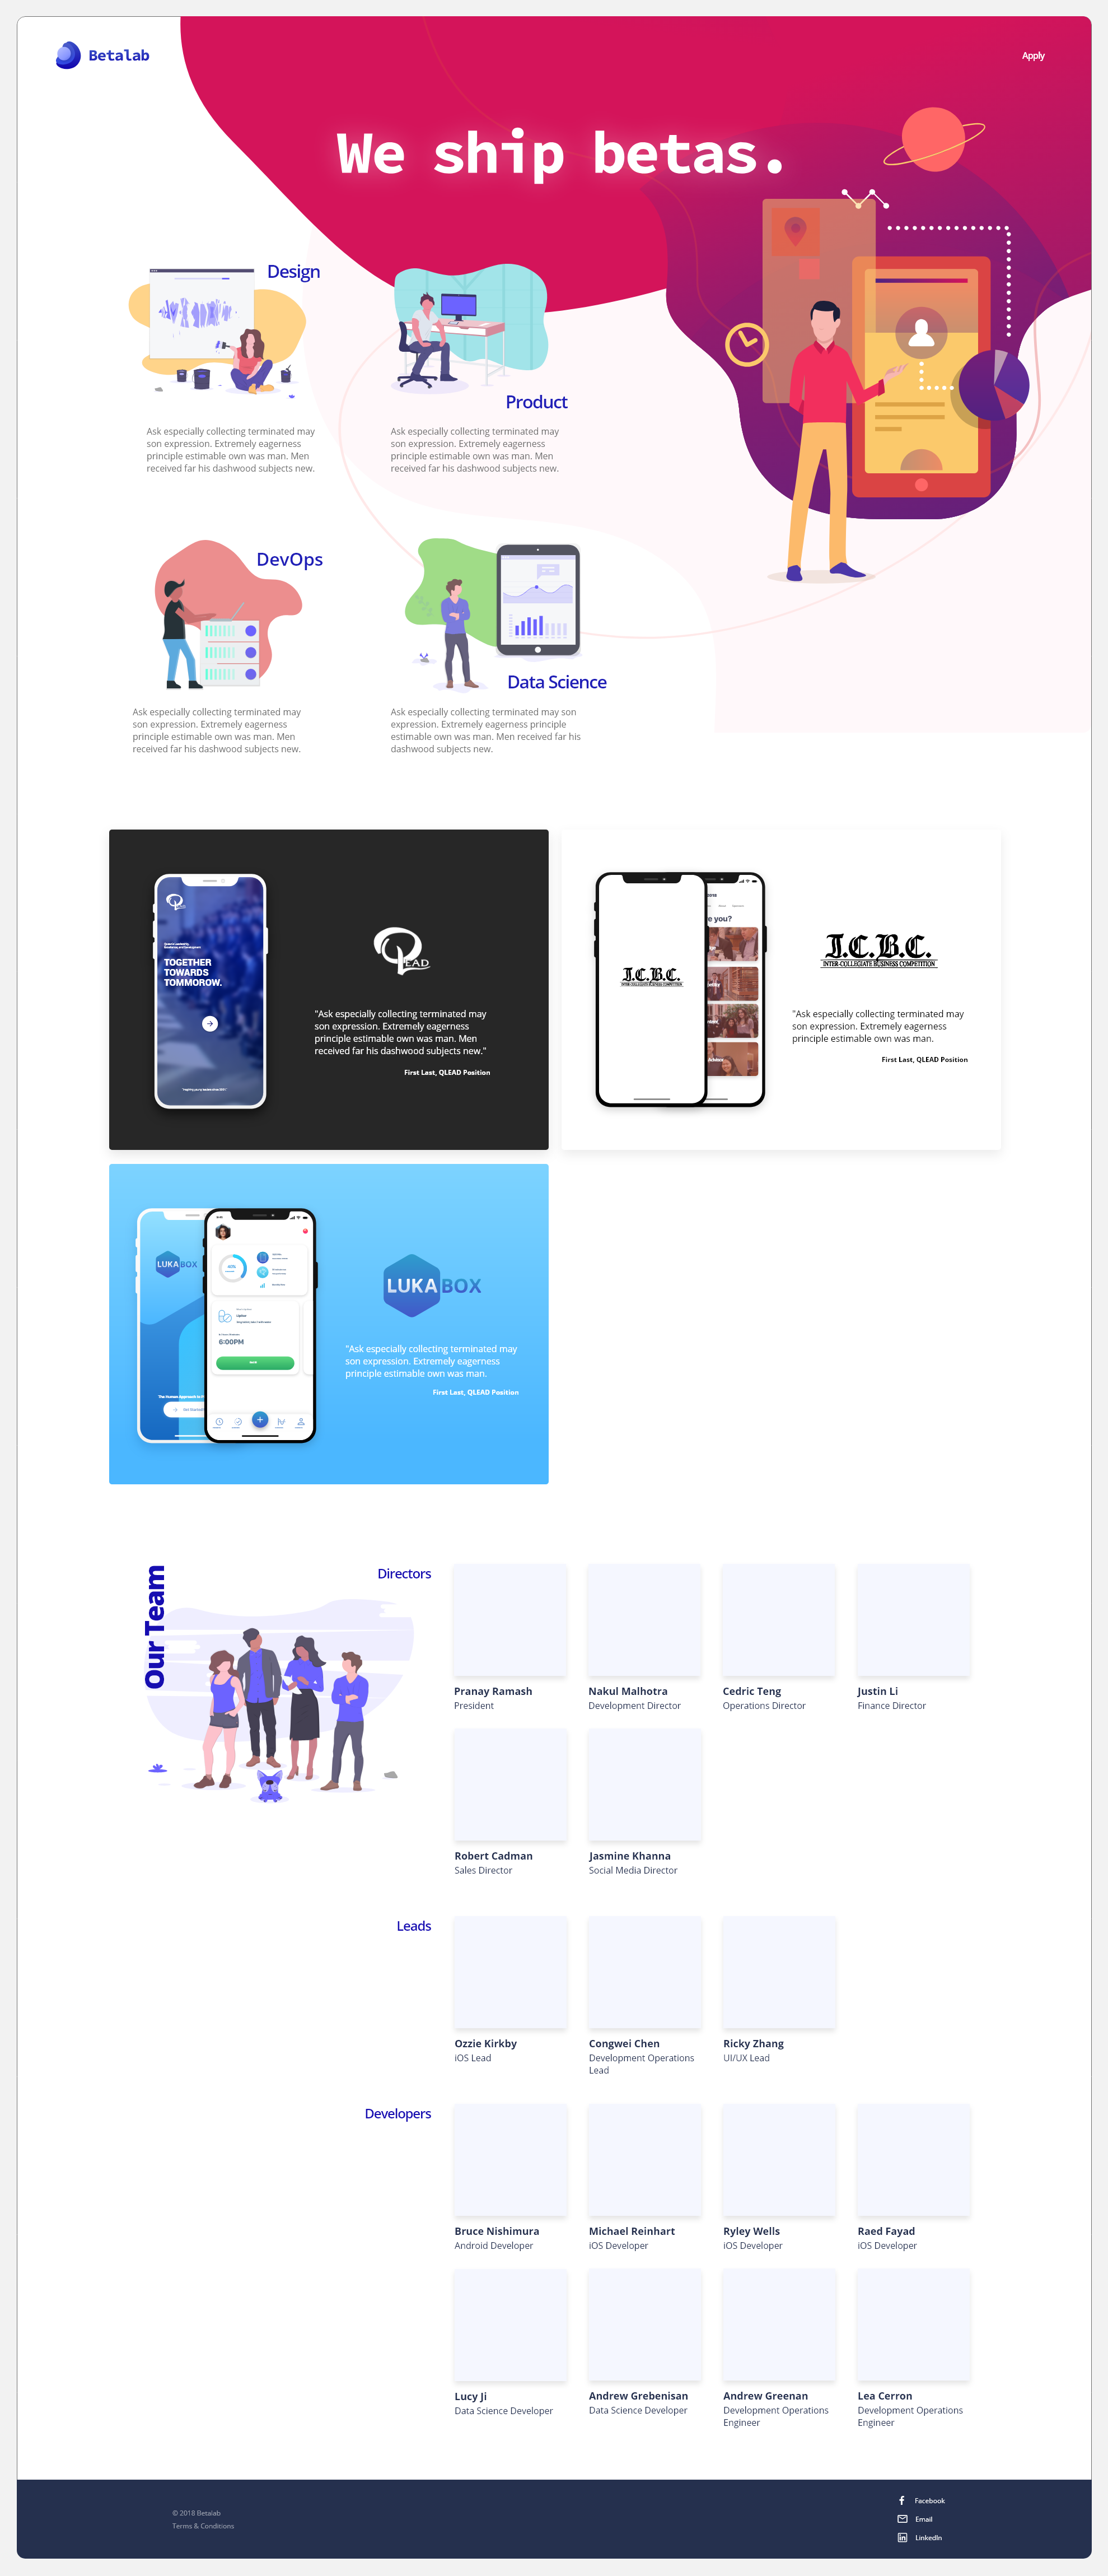 Betalab
Apply
We ship betas.
Design
Ask especially collecting terminated may
son expression. Extremely eagerness
principle estimable own was man. Men
received far his dashwood subjects new.
Product
Ask especially collecting terminated may
son expression. Extremely eagerness
principle estimable own was man. Men
received far his dashwood subjects new.
DevOps
Ask especially collecting terminated may
son expression. Extremely eagerness
principle estimable own was man. Men
received far his dashwood subjects new.
Data Science
Ask especially collecting terminated may son
expression. Extremely eagerness principle
estimable own was man. Men received far his
dashwood subjects new.
TOGETHER
TOWARDS
TOMMOROW.
QLEAD
"Ask especially collecting terminated may
son expression. Extremely eagerness
principle estimable own was man. Men
received far his dashwood subjects new."
First Last, QLEAD Position
I.C.B.C.
INTER-COLLEGIATE BUSINESS COMPETITION
e you?
I.C.B.C.
INTER-COLLEGIATE BUSINESS COMPETITION
"Ask especially collecting terminated may
son expression. Extremely eagerness
principle estimable own was man.
First Last, QLEAD Position
LUKABOX
6:00PM
LUKABOX
"Ask especially collecting terminated may
son expression. Extremely eagerness
principle estimable own was man.
First Last, QLEAD Position
Our Team
Directors
Pranay Ramash
President
Nakul Malhotra
Development Director
Cedric Teng
Operations Director
Justin Li
Finance Director
Robert Cadman
Sales Director
Jasmine Khanna
Social Media Director
Leads
Ozzie Kirkby
iOS Lead
Congwei Chen
Development Operations
Lead
Ricky Zhang
UI/UX Lead
Developers
Bruce Nishimura
Android Developer
Michael Reinhart
iOS Developer
Ryley Wells
iOS Developer
Raed Fayad
iOS Developer
Lucy Ji
Data Science Developer
Andrew Grebenisan
Data Science Developer
Andrew Greenan
Development Operations
Engineer
Lea Cerron
Development Operations
Engineer
© 2018 Betalab
Terms & Conditions
Facebook
Email
LinkedIn